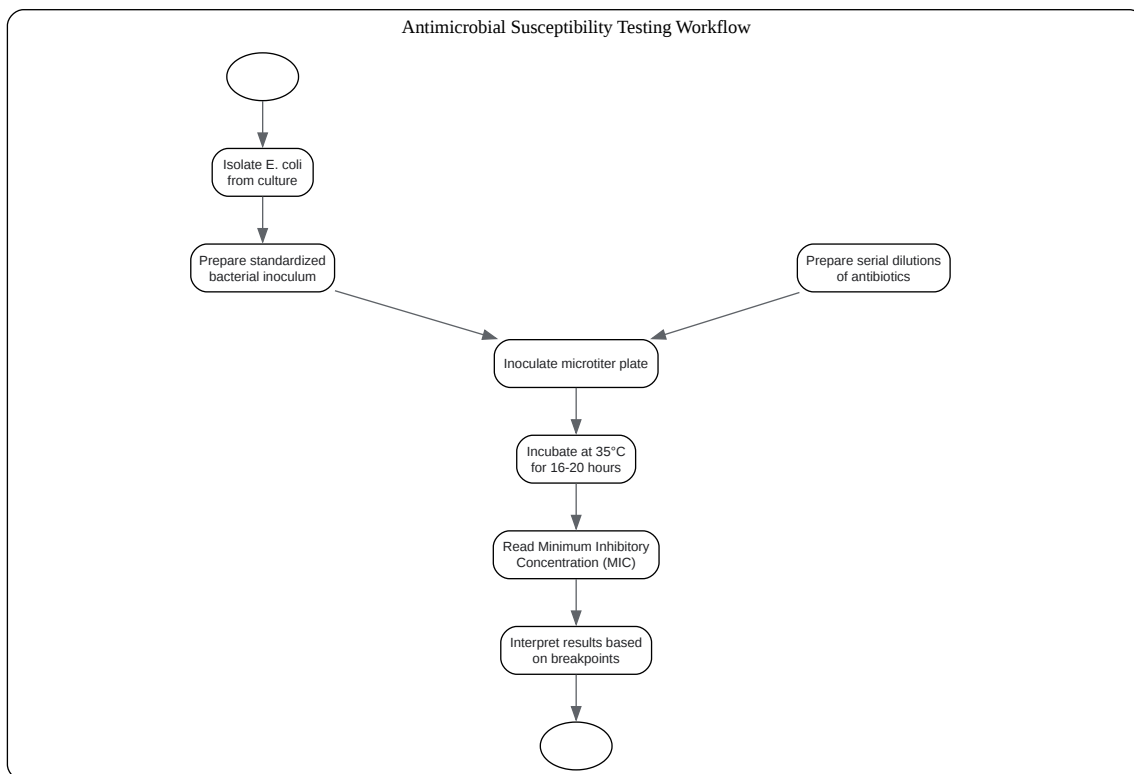 Antimicrobial Susceptibility Testing Workflow
Isolate E. coli
from culture
Prepare standardized
bacterial inoculum
Prepare serial dilutions
of antibiotics
Inoculate microtiter plate
Incubate at 35°C
for 16-20 hours
Read Minimum Inhibitory
Concentration (MIC)
Interpret results based
on breakpoints